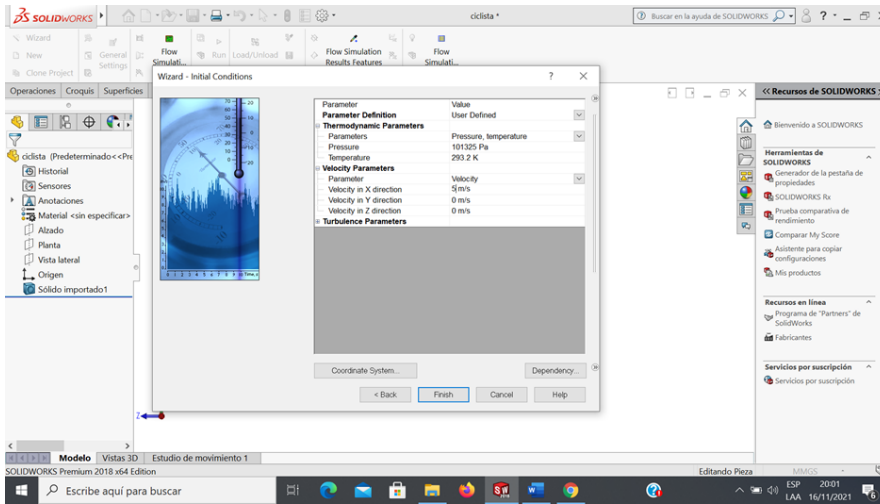 SOLIDWORKS
ciclista *
Buscar en la ayuda de SOLIDWORKS
Wizard
New
Clone Project
General
Settings
Flow
Simulati...
Run
Load/Unload
Flow Simulation
Results Features
Flow
Simulati...
Operaciones Croquis Superficies
ciclista (Predeterminado<<Pre
Historial
Sensores
Anotaciones
Material <sin especificar>
Alzado
Planta
Vista lateral
Origen
Sólido importado1
Wizard - Initial Conditions
Parameter Value
Parameter Definition User Defined
Thermodynamic Parameters
Parameters Pressure, temperature
Pressure 101325 Pa
Temperature 293.2 K
Velocity Parameters
Parameter Velocity
Velocity in X direction 5 m/s
Velocity in Y direction 0 m/s
Velocity in Z direction 0 m/s
Turbulence Parameters
Coordinate System...
Dependency...
< Back
Finish
Cancel
Help
Z
Recursos de SOLIDWORKS
Bienvenido a SOLIDWORKS
Herramientas de
SOLIDWORKS
Generador de la pestaña de
propiedades
SOLIDWORKS Rx
Prueba comparativa de
rendimiento
Comparar My Score
Asistente para copiar
configuraciones
Mis productos
Recursos en línea
Programa de "Partners" de
SolidWorks
Fabricantes
Servicios por suscripción
Servicios por suscripción
Modelo Vistas 3D Estudio de movimiento 1
SOLIDWORKS Premium 2018 x64 Edition
Editando Pieza
MMGS
Escribe aquí para buscar
ESP
LAA
20:01
16/11/2021